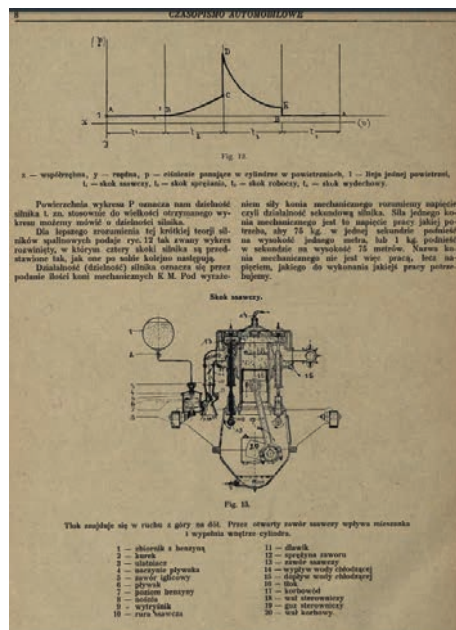 8
CZASOPISMO AUTOMOBILOWE
(y)
D
C
A
B
E
B
A
x
(x)
Fig. 12.
x — współrzędna, y — rzędna, p — ciśnienie panujące w cylindrze w powietrzniach, l — linja jednej powietrzni,
t, — skok ssawczy, t, — skok sprężania, t, — skok roboczy, t, — skok wydechowy.
Powierzchnia wykresu P oznacza nam dzielność
silnika t. zn. stosownie do wielkości otrzymanego wy-
kresu możemy mówić o dzielności silnika.
Dla lepszego zrozumienia tej krótkiej teorji sil-
ników spalinowych podaje ryc. 12 tak zwany wykres
rozwinięty, w którym cztery skoki silnika są przed-
stawione tak, jak one po sobie kolejno następują.
Działalność (dzielność) silnika oznacza się przez
podanie ilości koni mechanicznych K M. Pod wyraże-
niem siły konia mechanicznego rozumiemy napięcie
czyli działalność sekundową silnika. Siła jednego ko-
nia mechanicznego jest to napięcie pracy jakiej po-
trzeba, aby 75 kg. w jednej sekundzie podnieść
na wysokość jednego metra, lub 1 kg. podnieść
w sekundzie na wysokość 75 metrów. Nazwa ko-
nia mechanicznego nie jest więc pracą, lecz na-
pięciem, jakiego do wykonania jakiejś pracy potrze-
bujemy.
Skok ssawczy.
Fig. 13.
Tłok znajduje się w ruchu z góry na dół. Przez otwarty zawór ssawczy wpływa mieszanka
i wypełnia wnętrze cylindra.
1 — zbiornik z benzyną
2 — kurek
3 — ulatniacz
4 — naczynie pływaka
5 — zawór iglicowy
6 — pływak
7 — poziom benzyny
8 — nośnia
9 — wytryśnik
10 — rura ssawcza
11 — dławik
12 — sprężyna zaworu
13 — zawór ssawczy
14 — wypływ wody chłodzącej
15 — dopływ wody chłodzącej
16 — tłok
17 — korbowód
18 — wał sterowniczy
19 — guz sterowniczy
20 — wał korbowy.